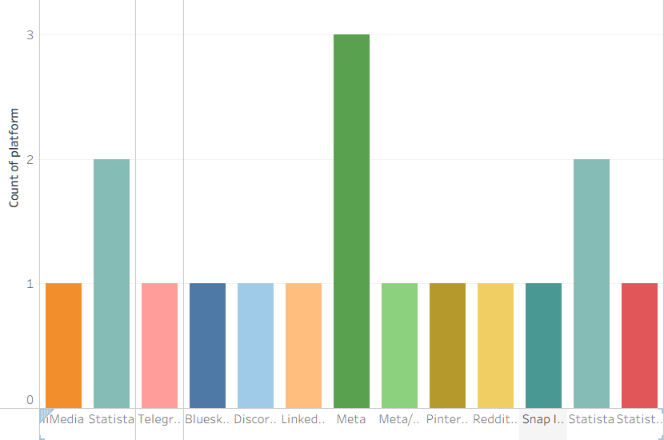 3
Count of platform
2
1
0
iiMedia Statista Telegr.. Bluesk.. Discor.. Linked.. Meta Meta/.. Pinter.. Reddit.. Snap I.. Statista Statist..